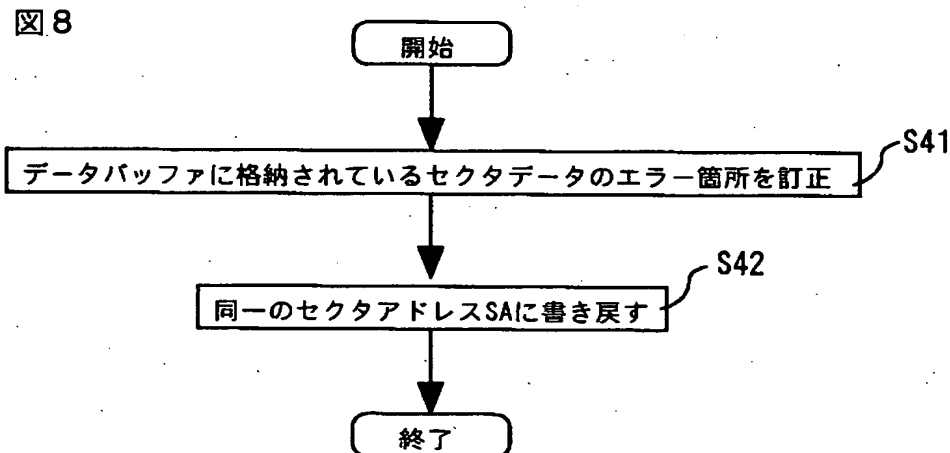 図8
開始
S41
データバッファに格納されているセクタデータのエラー箇所を訂正
S42
同一のセクタアドレスSAに書き戻す
終了